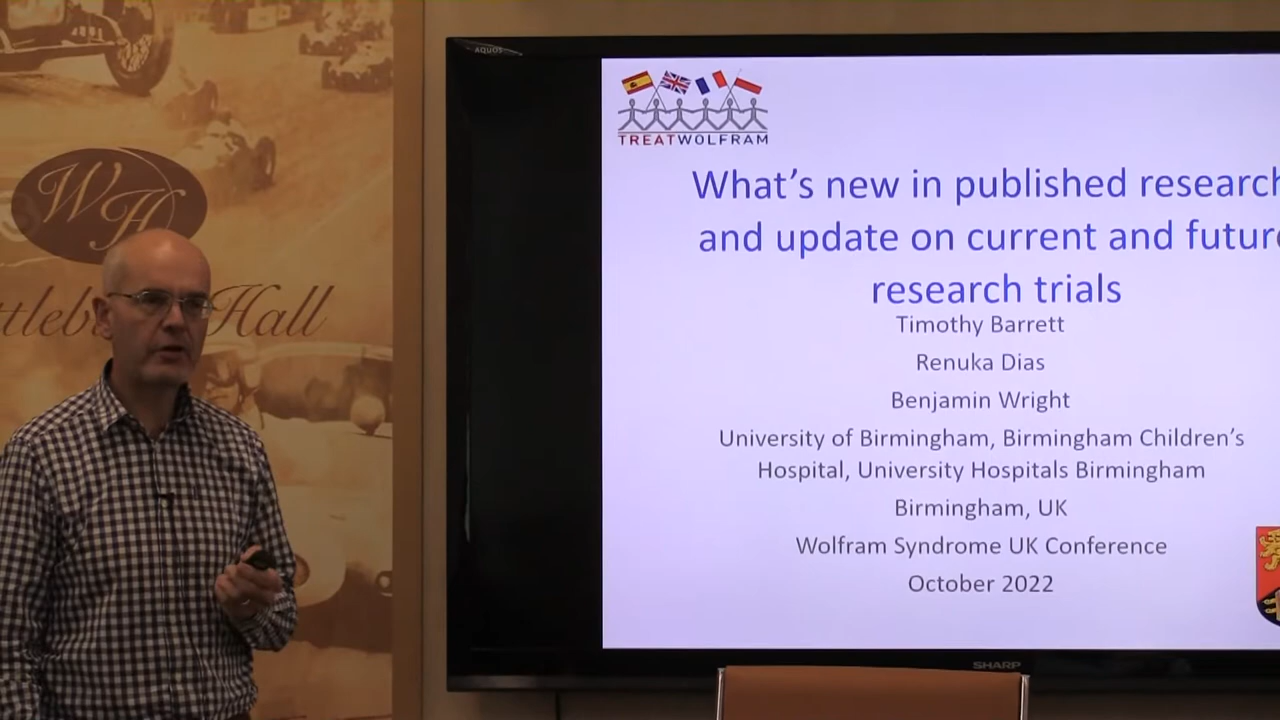 AQUOS
WH
Hall
TREATWOLFRAM
What's new in published research
and update on current and future
research trials
Timothy Barrett
Renuka Dias
Benjamin Wright
University of Birmingham, Birmingham Children's
Hospital, University Hospitals Birmingham
Birmingham, UK
Wolfram Syndrome UK Conference
October 2022
SHARP